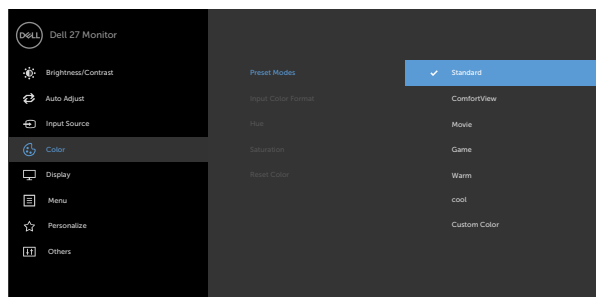 DELL Dell 27 Monitor
Brightness/Contrast
Auto Adjust
Input Source
Color
Display
Menu
Personalize
Others
Preset Modes
Input Color Format
Hue
Saturation
Reset Color
Standard
ComfortView
Movie
Game
Warm
cool
Custom Color